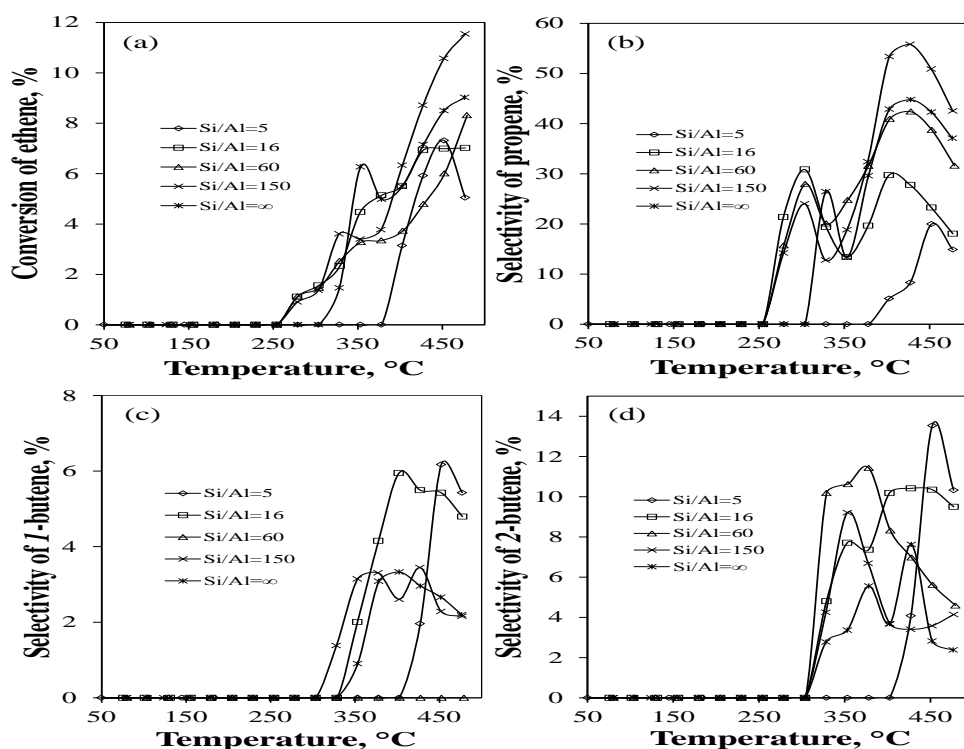 (a)
Conversion of ethene, %
12
10
8
6
4
2
0
Si/Al=5
Si/Al=16
Si/Al=60
Si/Al=150
Si/Al=∞
50 150 250 350 450
Temperature, °C
(b)
Selectivity of propene, %
60
50
40
30
20
10
0
Si/Al=5
Si/Al=16
Si/Al=60
Si/Al=150
Si/Al=∞
50 150 250 350 450
Temperature, °C
(c)
Selectivity of 1-butene, %
8
6
4
2
0
Si/Al=5
Si/Al=16
Si/Al=60
Si/Al=150
Si/Al=∞
50 150 250 350 450
Temperature, °C
(d)
Selectivity of 2-butene, %
14
12
10
8
6
4
2
0
Si/Al=5
Si/Al=16
Si/Al=60
Si/Al=150
Si/Al=∞
50 150 250 350 450
Temperature, °C